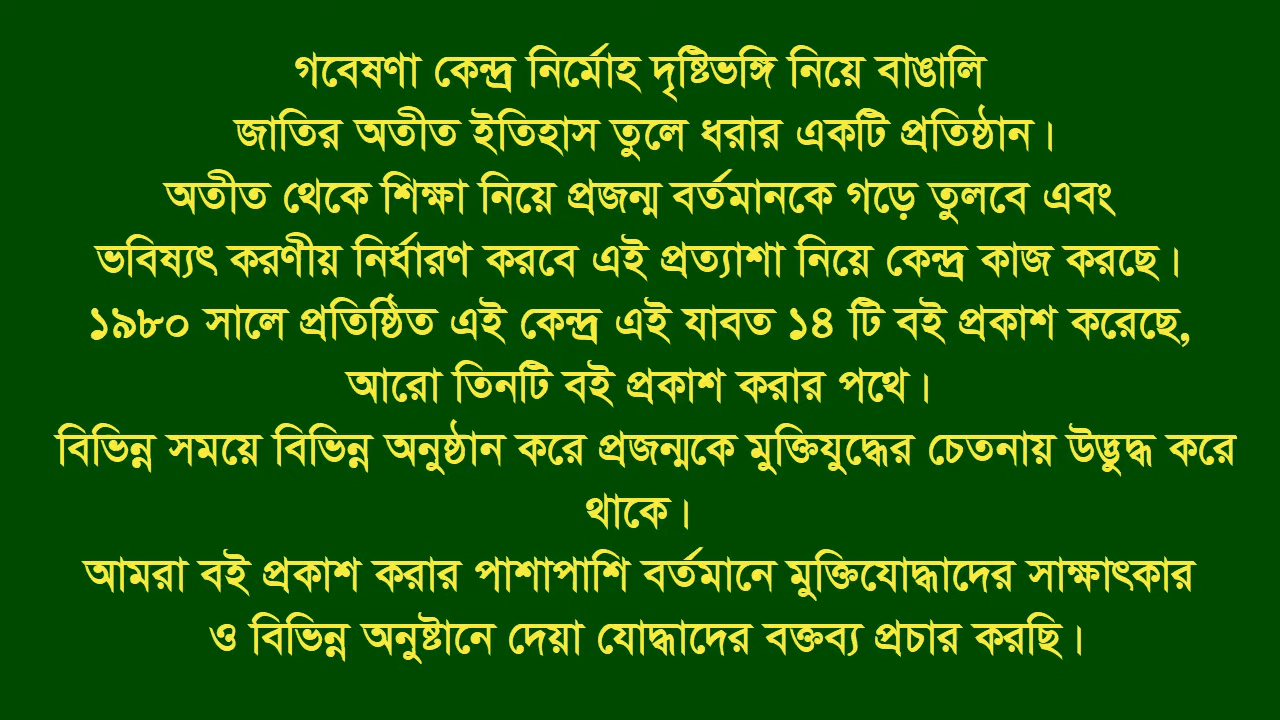 গবেষণা কেন্দ্র নির্মোহ দৃষ্টিভঙ্গি নিয়ে বাঙালি
জাতির অতীত ইতিহাস তুলে ধরার একটি প্রতিষ্ঠান।
অতীত থেকে শিক্ষা নিয়ে প্রজন্ম বর্তমানকে গড়ে তুলবে এবং
ভবিষ্যৎ করণীয় নির্ধারণ করবে এই প্রত্যাশা নিয়ে কেন্দ্র কাজ করছে।
১৯৮০ সালে প্রতিষ্ঠিত এই কেন্দ্র এই যাবত ১৪ টি বই প্রকাশ করেছে,
আরো তিনটি বই প্রকাশ করার পথে।
বিভিন্ন সময়ে বিভিন্ন অনুষ্ঠান করে প্রজন্মকে মুক্তিযুদ্ধের চেতনায় উদ্ভুদ্ধ করে
থাকে।
আমরা বই প্রকাশ করার পাশাপাশি বর্তমানে মুক্তিযোদ্ধাদের সাক্ষাৎকার
ও বিভিন্ন অনুষ্টানে দেয়া যোদ্ধাদের বক্তব্য প্রচার করছি।